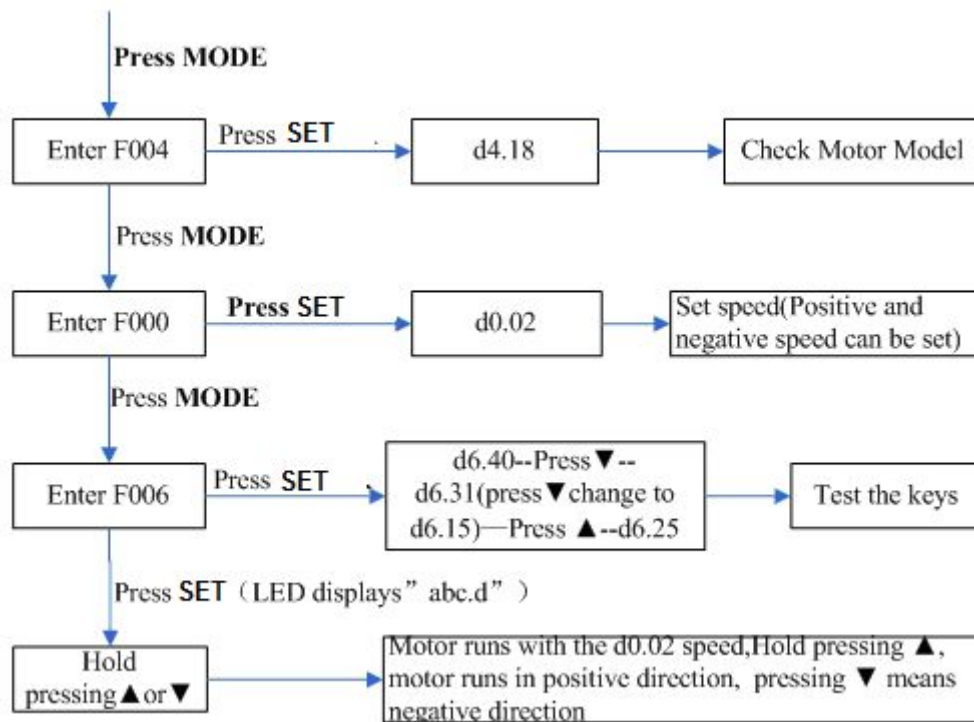 Press MODE
Enter F004
Press SET
d4.18
Check Motor Model
Press MODE
Enter F000
Press SET
d0.02
Set speed(Positive and
negative speed can be set)
Press MODE
Enter F006
Press SET
d6.40--Press▼--
d6.31(press▼change to
d6.15)—Press ▲--d6.25
Test the keys
Press SET（LED displays” abc.d”）
Hold
pressing▲or▼
Motor runs with the d0.02 speed,Hold pressing ▲,
motor runs in positive direction, pressing ▼ means
negative direction